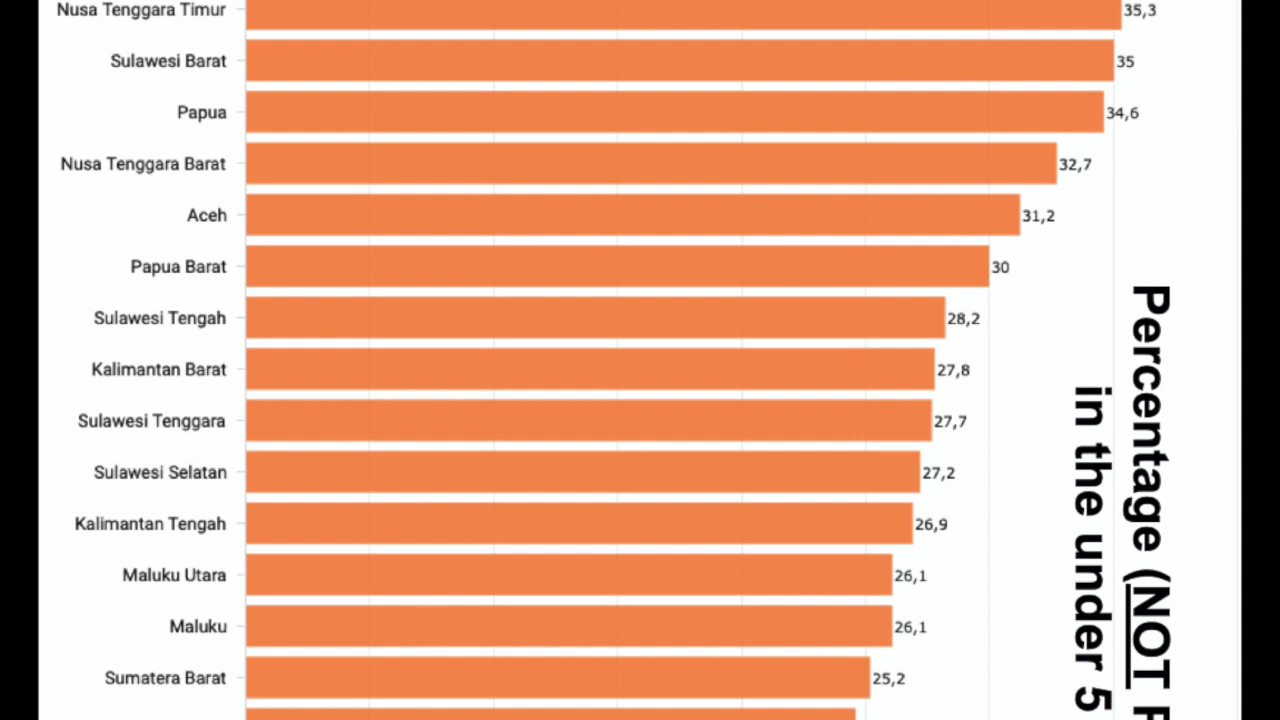 Nusa Tenggara Timur 35,3
Sulawesi Barat 35
Papua 34,6
Nusa Tenggara Barat 32,7
Aceh 31,2
Papua Barat 30
Sulawesi Tengah 28,2
Kalimantan Barat 27,8
Sulawesi Tenggara 27,7
Sulawesi Selatan 27,2
Kalimantan Tengah 26,9
Maluku Utara 26,1
Maluku 26,1
Sumatera Barat 25,2
Percentage (NOT
in the under 5